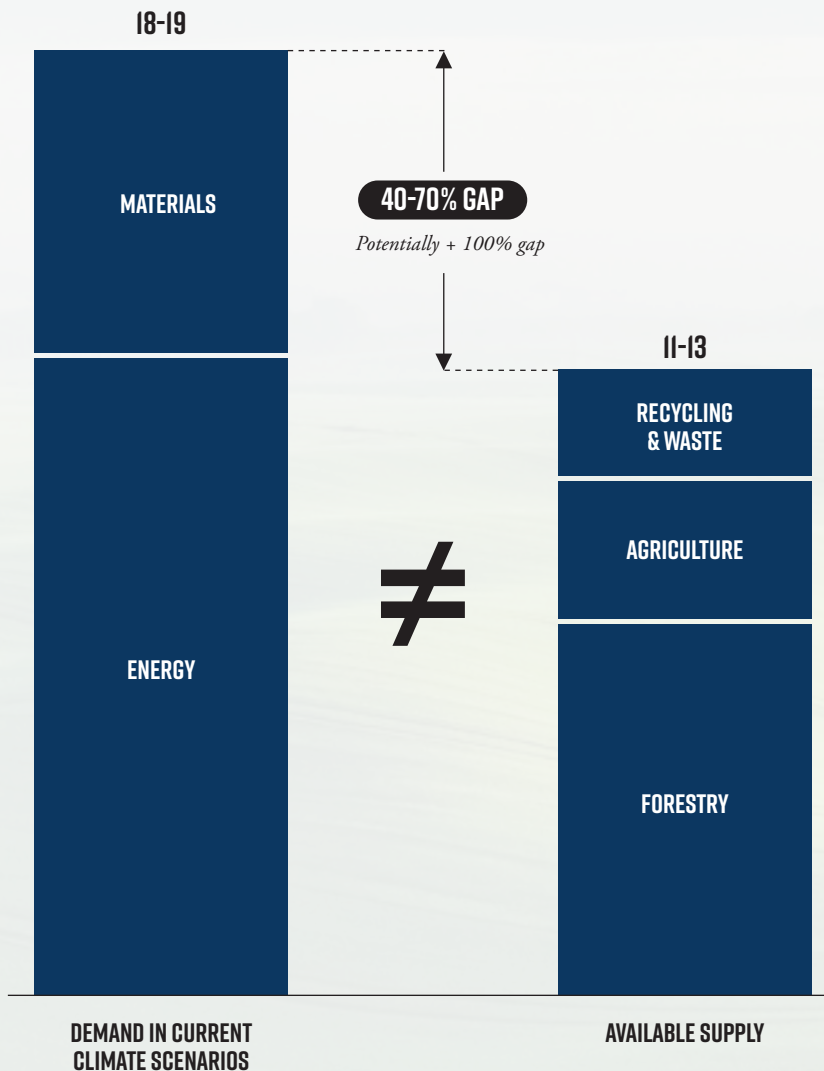 18-19
MATERIALS
40-70% GAP
Potentially + 100% gap
11-13
RECYCLING
& WASTE
AGRICULTURE
≠
ENERGY
FORESTRY
DEMAND IN CURRENT
CLIMATE SCENARIOS
AVAILABLE SUPPLY